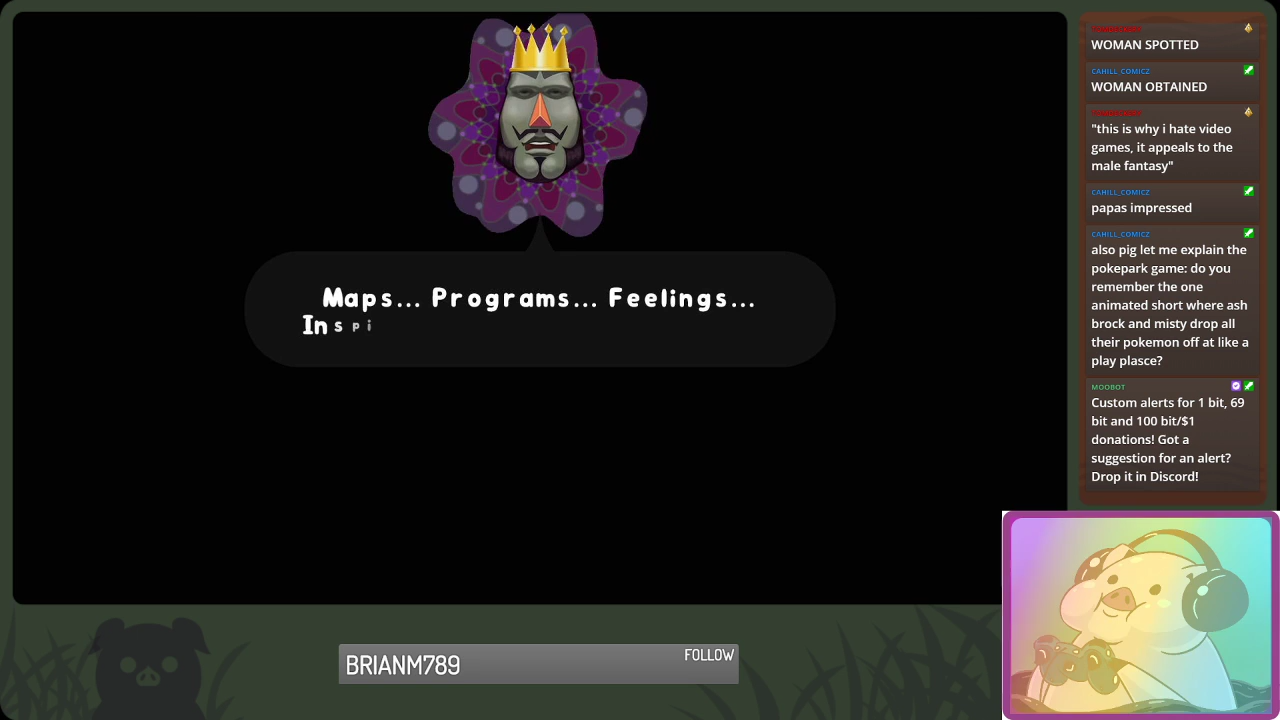 Maps... Programs... Feelings...
Inspi
WOMAN SPOTTED
CAHILL_COMICZ
WOMAN OBTAINED
"this is why i hate video
games, it appeals to the
male fantasy"
CAHILL_COMICZ
papas impressed
CAHILL_COMICZ
also pig let me explain the
pokepark game: do you
remember the one
animated short where ash
brock and misty drop all
their pokemon off at like a
play plasce?
MOOBOT
Custom alerts for 1 bit, 69
bit and 100 bit/$1
donations! Got a
suggestion for an alert?
Drop it in Discord!
BRIANM789
FOLLOW